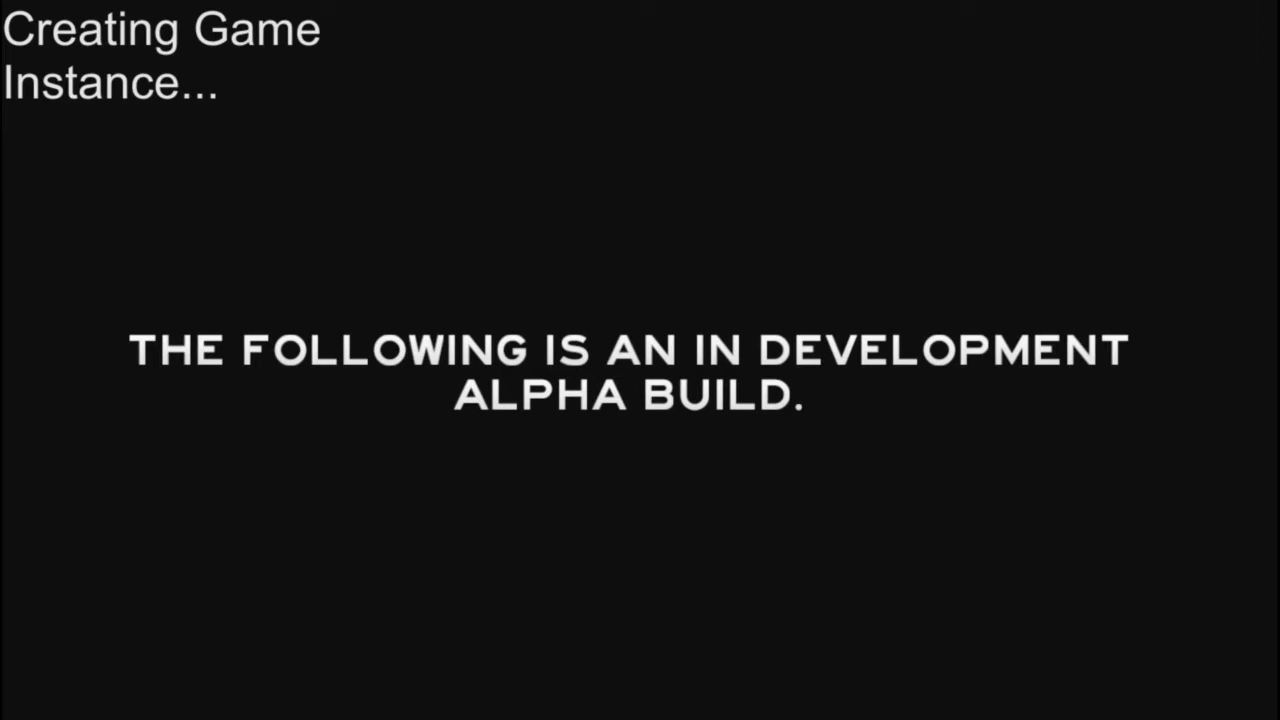 Creating Game
Instance...
THE FOLLOWING IS AN IN DEVELOPMENT
ALPHA BUILD.